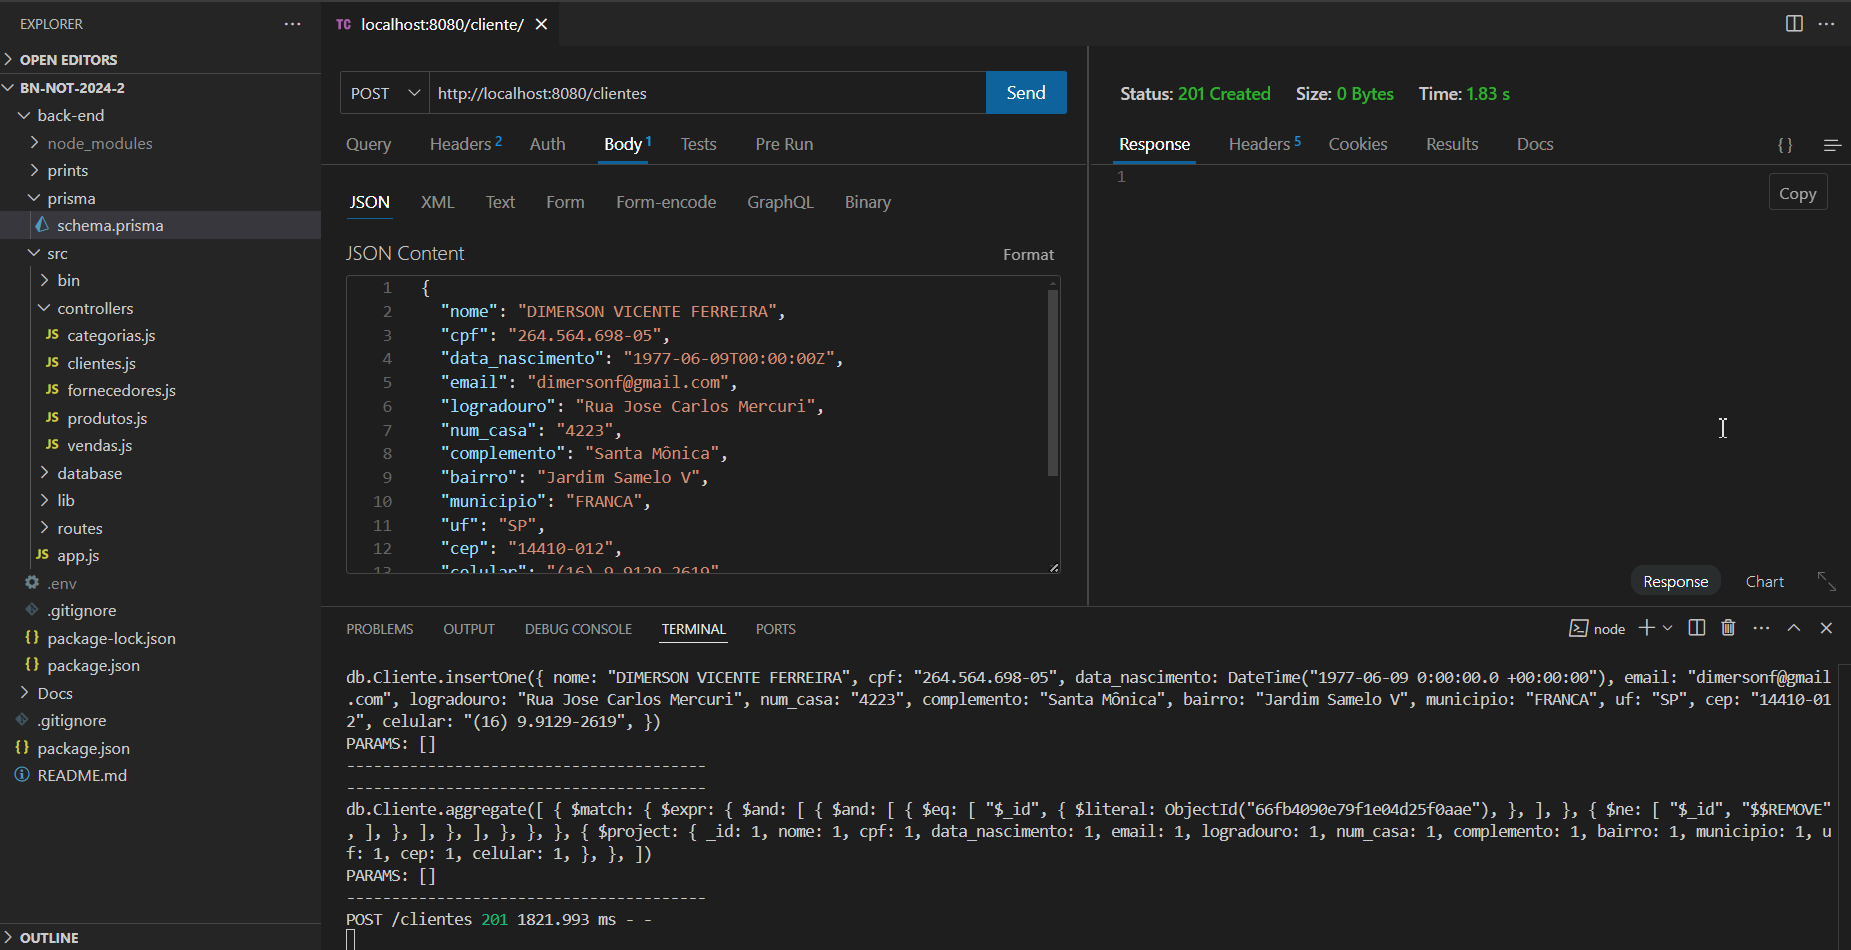 EXPLORER
OPEN EDITORS
BN-NOT-2024-2
back-end
node_modules
prints
prisma
schema.prisma
src
bin
controllers
JS categorias.js
JS clientes.js
JS fornecedores.js
JS produtos.js
JS vendas.js
database
lib
routes
JS app.js
.env
.gitignore
{} package-lock.json
{} package.json
Docs
.gitignore
{} package.json
README.md
OUTLINE
TC localhost:8080/cliente/
POST http://localhost:8080/clientes Send
Query Headers 2 Auth Body 1 Tests Pre Run
JSON XML Text Form Form-encode GraphQL Binary
JSON Content Format
1 {
2 "nome": "DIMERSON VICENTE FERREIRA",
3 "cpf": "264.564.698-05",
4 "data_nascimento": "1977-06-09T00:00:00Z",
5 "email": "dimersonf@gmail.com",
6 "logradouro": "Rua Jose Carlos Mercuri",
7 "num_casa": "4223",
8 "complemento": "Santa Mônica",
9 "bairro": "Jardim Samelo V",
10 "municipio": "FRANCA",
11 "uf": "SP",
12 "cep": "14410-012",
13 "celular": "(16) 9.9129-2619"
Status: 201 Created Size: 0 Bytes Time: 1.83 s
Response Headers 5 Cookies Results Docs {}
1
Copy
Response Chart
PROBLEMS OUTPUT DEBUG CONSOLE TERMINAL PORTS node
db.Cliente.insertOne({ nome: "DIMERSON VICENTE FERREIRA", cpf: "264.564.698-05", data_nascimento: DateTime("1977-06-09 0:00:00.0 +00:00:00"), email: "dimersonf@gmail
.com", logradouro: "Rua Jose Carlos Mercuri", num_casa: "4223", complemento: "Santa Mônica", bairro: "Jardim Samelo V", municipio: "FRANCA", uf: "SP", cep: "14410-01
2", celular: "(16) 9.9129-2619", })
PARAMS: []
----------------------------------------
----------------------------------------
db.Cliente.aggregate([ { $match: { $expr: { $and: [ { $and: [ { $eq: [ "$_id", { $literal: ObjectId("66fb4090e79f1e04d25f0aae"), }, ], }, { $ne: [ "$_id", "$$REMOVE"
, ], }, ], }, ], }, }, }, { $project: { _id: 1, nome: 1, cpf: 1, data_nascimento: 1, email: 1, logradouro: 1, num_casa: 1, complemento: 1, bairro: 1, municipio: 1, u
f: 1, cep: 1, celular: 1, }, }, ])
PARAMS: []
----------------------------------------
POST /clientes 201 1821.993 ms - -